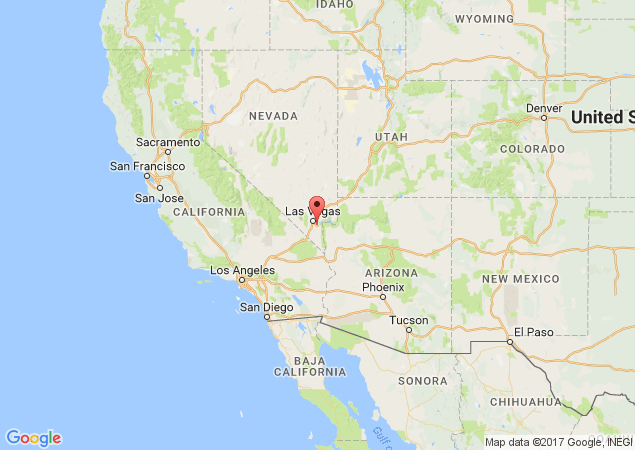 IDAHO
WYOMING
NEVADA
Denver
United S
UTAH
Sacramento
COLORADO
San Francisco
San Jose
CALIFORNIA
Las Vegas
Los Angeles
ARIZONA
NEW MEXICO
Phoenix
San Diego
Tucson
El Paso
BAJA
CALIFORNIA
SONORA
CHIHUAHUA
Gulf of
Google
Map data ©2017 Google, INEGI